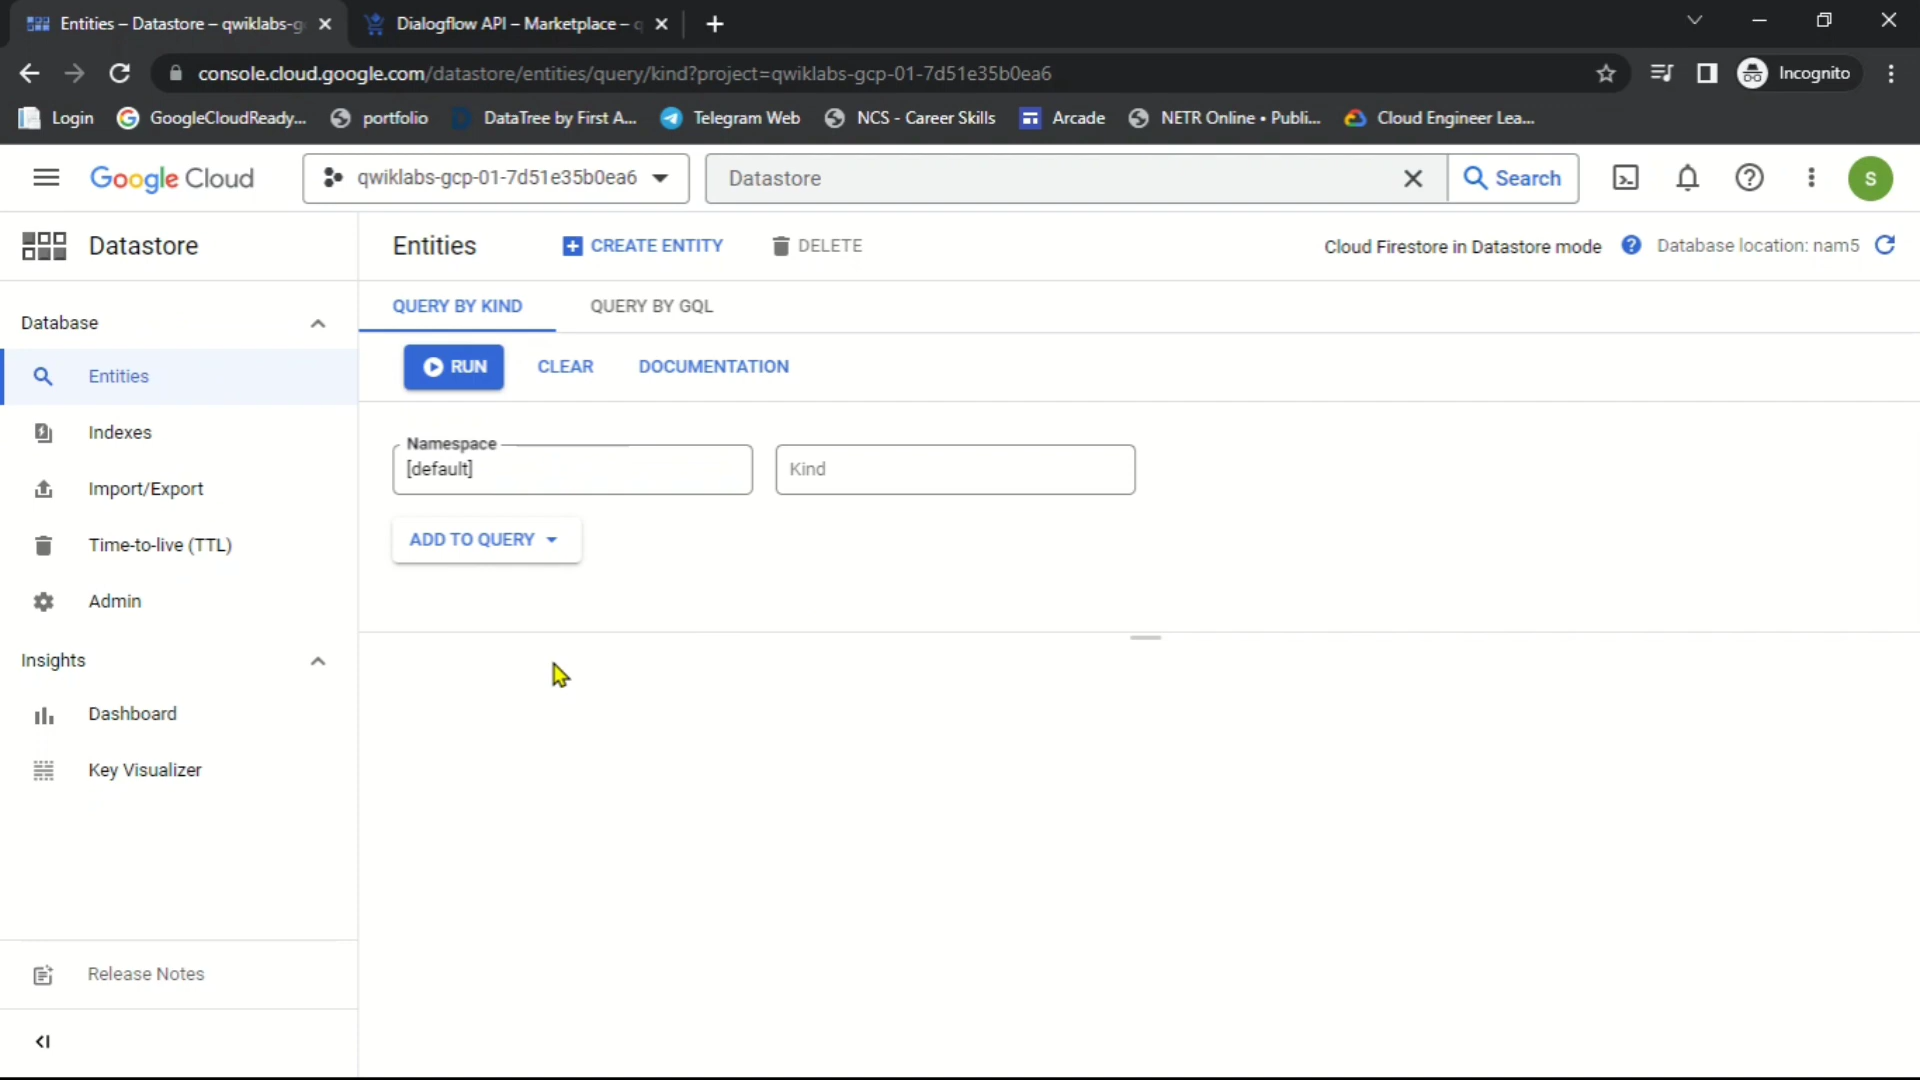 Entities – Datastore – qwiklabs-g
Dialogflow API – Marketplace – q
console.cloud.google.com/datastore/entities/query/kind?project=qwiklabs-gcp-01-7d51e35b0ea6
Incognito
Login
GoogleCloudReady...
portfolio
DataTree by First A...
Telegram Web
NCS - Career Skills
Arcade
NETR Online • Publi...
Cloud Engineer Lea...
Google Cloud
qwiklabs-gcp-01-7d51e35b0ea6
Datastore
Search
S
Datastore
Entities
CREATE ENTITY
DELETE
Cloud Firestore in Datastore mode
Database location: nam5
Database
Entities
Indexes
Import/Export
Time-to-live (TTL)
Admin
Insights
Dashboard
Key Visualizer
Release Notes
QUERY BY KIND
QUERY BY GQL
RUN
CLEAR
DOCUMENTATION
Namespace
[default]
Kind
ADD TO QUERY